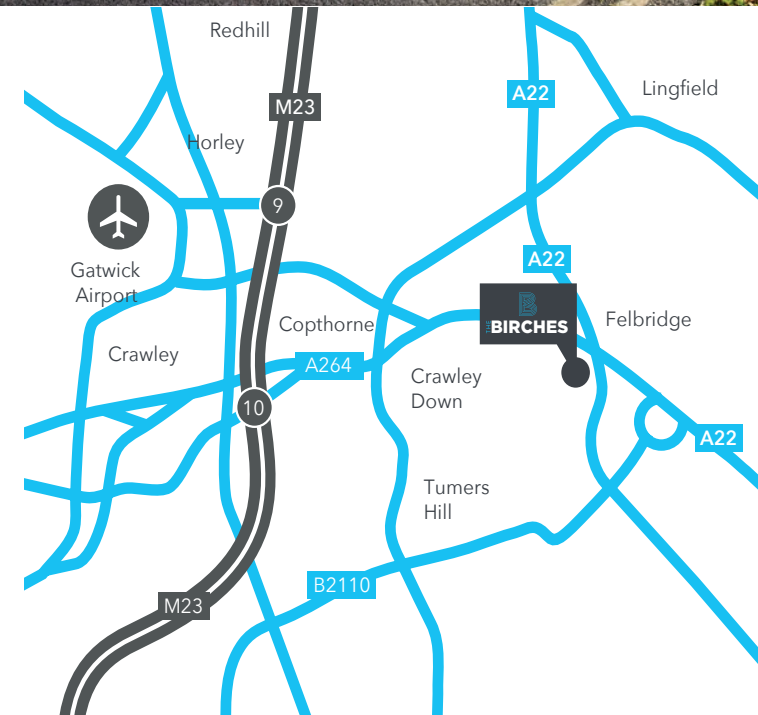 Redhill
A22
Lingfield
M23
Horley
9
A22
Gatwick
Airport
THE
BIRCHES
Felbridge
Copthorne
Crawley
A264
Crawley
Down
10
A22
Tumers
Hill
B2110
M23